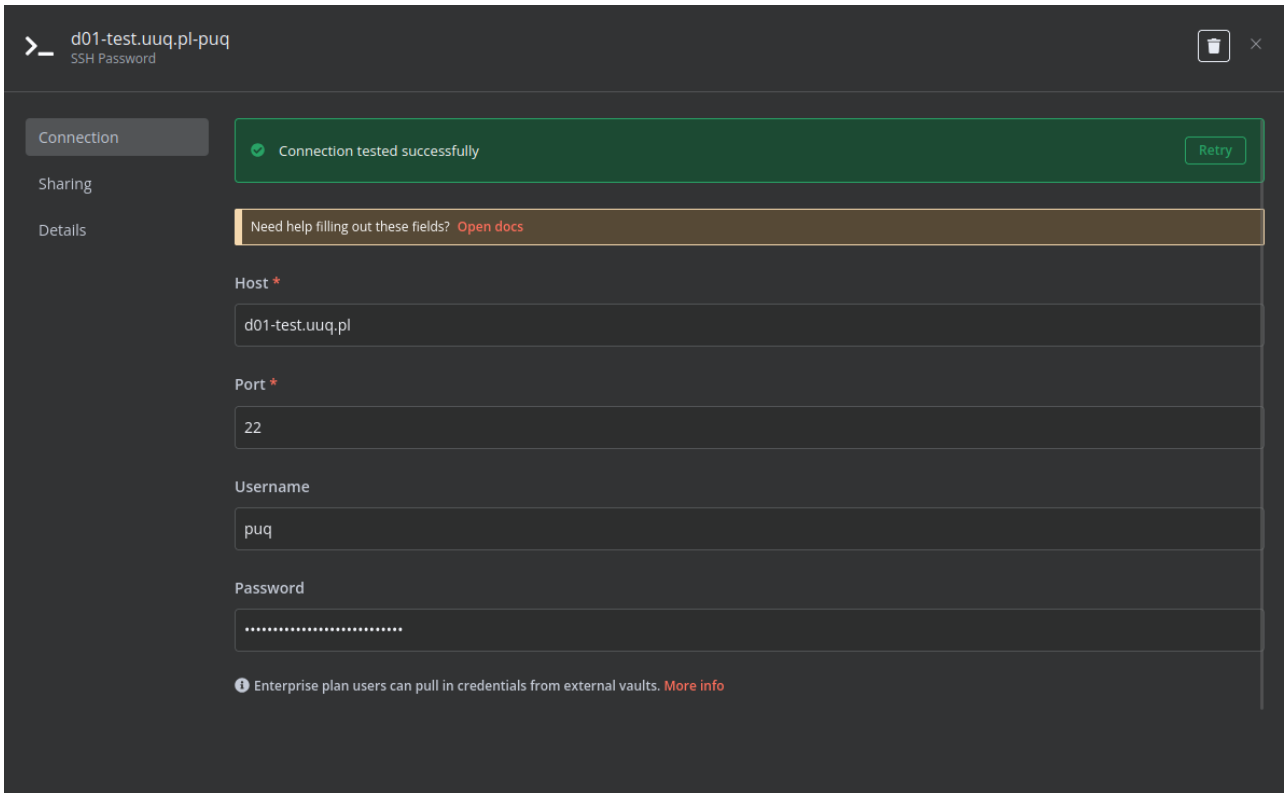 d01-test.uuq.pl-puq
SSH Password
Connection
Sharing
Details
Connection tested successfully
Retry
Need help filling out these fields? Open docs
Host *
d01-test.uuq.pl
Port *
22
Username
puq
Password
••••••••••••••••••••••••••••
Enterprise plan users can pull in credentials from external vaults. More info